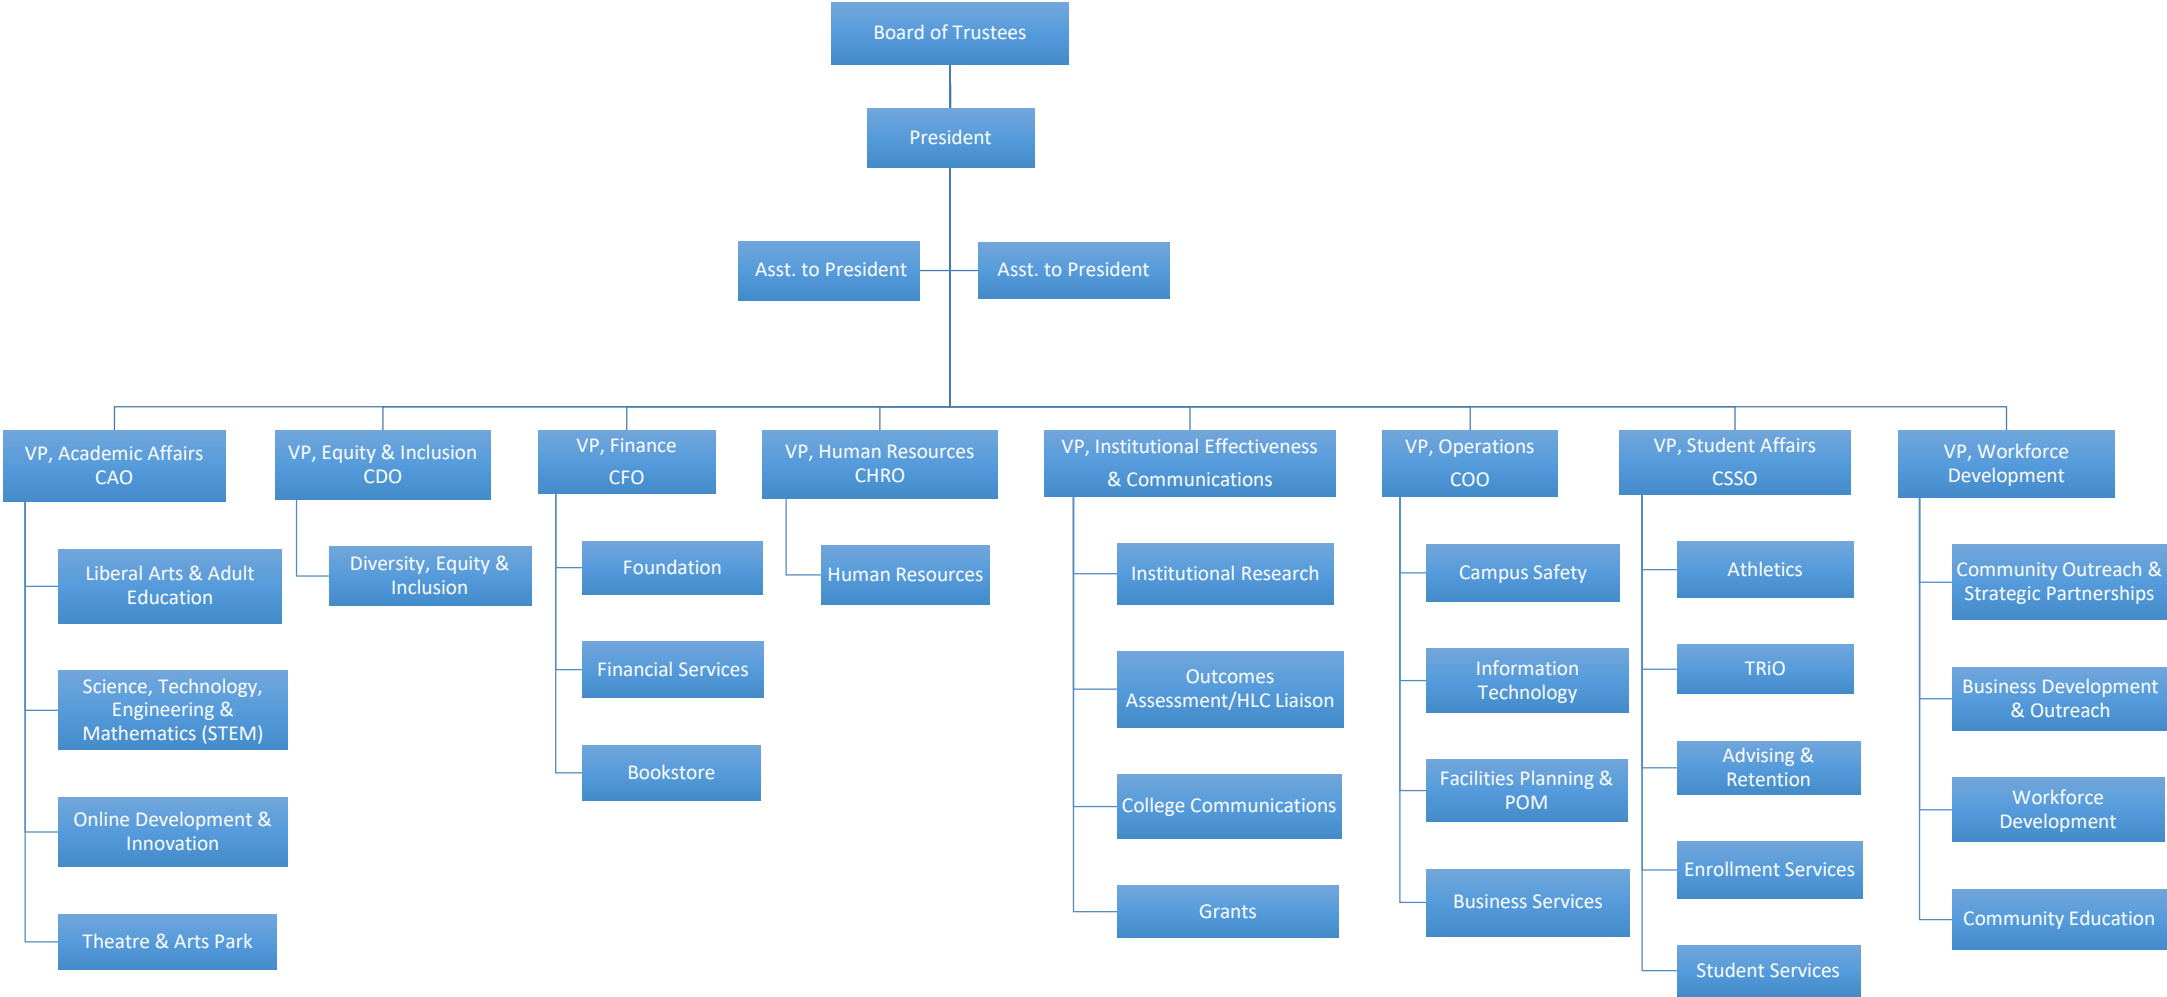 Board of Trustees
President
Asst. to President
Asst. to President
VP, Academic Affairs
CAO
Liberal Arts & Adult
Education
Science, Technology,
Engineering &
Mathematics (STEM)
Online Development &
Innovation
Theatre & Arts Park
VP, Equity & Inclusion
CDO
Diversity, Equity &
Inclusion
VP, Finance
CFO
Foundation
Financial Services
Bookstore
VP, Human Resources
CHRO
Human Resources
VP, Institutional Effectiveness
& Communications
Institutional Research
Outcomes
Assessment/HLC Liaison
College Communications
Grants
VP, Operations
COO
Campus Safety
Information
Technology
Facilities Planning &
POM
Business Services
VP, Student Affairs
CSSO
Athletics
TRiO
Advising &
Retention
Enrollment Services
Student Services
VP, Workforce
Development
Community Outreach &
Strategic Partnerships
Business Development
& Outreach
Workforce
Development
Community Education